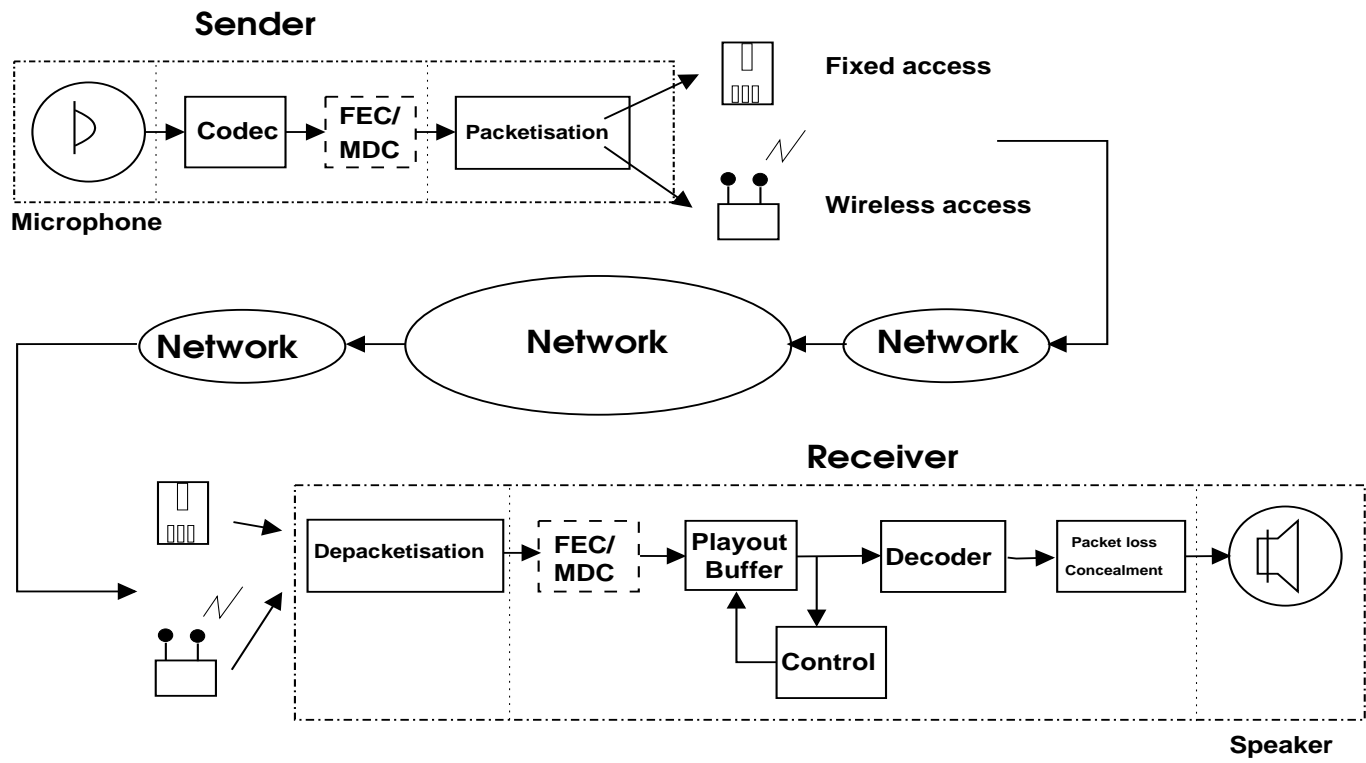 Sender
Fixed access
Codec
FEC/
MDC
Packetisation
Wireless access
Microphone
Network
Network
Network
Receiver
Depacketisation
FEC/
MDC
Playout
Buffer
Decoder
Packet loss
Concealment
Control
Speaker